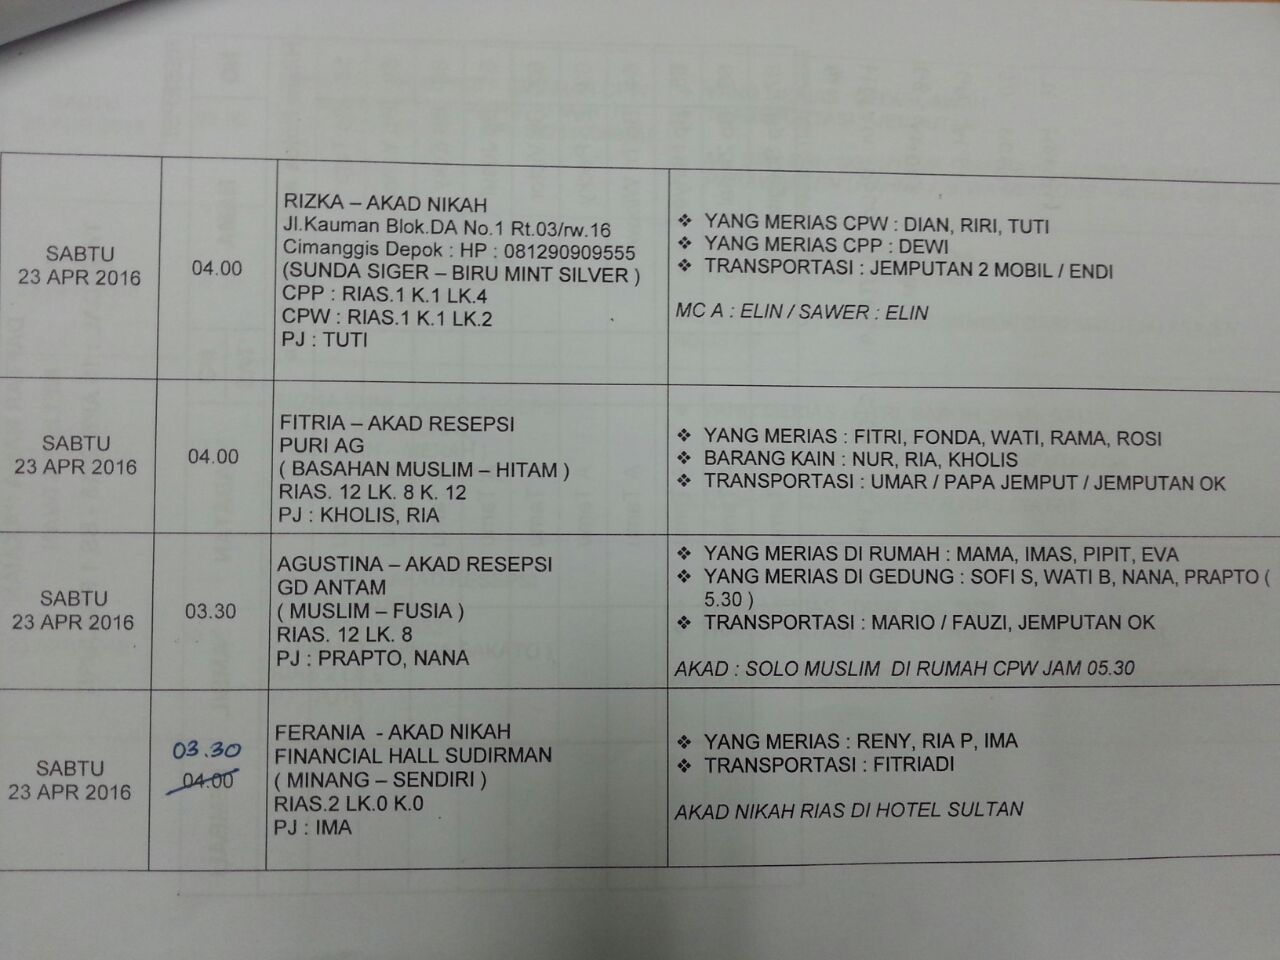 SABTU
23 APR 2016
04.00
RIZKA – AKAD NIKAH
Jl.Kauman Blok.DA No.1 Rt.03/rw.16
Cimanggis Depok : HP : 081290909555
(SUNDA SIGER – BIRU MINT SILVER )
CPP : RIAS.1 K.1 LK.4
CPW : RIAS.1 K.1 LK.2
PJ : TUTI
❖ YANG MERIAS CPW : DIAN, RIRI, TUTI
❖ YANG MERIAS CPP : DEWI
❖ TRANSPORTASI : JEMPUTAN 2 MOBIL / ENDI
MC A : ELIN / SAWER : ELIN
SABTU
23 APR 2016
04.00
FITRIA – AKAD RESEPSI
PURI AG
( BASAHAN MUSLIM – HITAM )
RIAS. 12 LK. 8 K. 12
PJ : KHOLIS, RIA
❖ YANG MERIAS : FITRI, FONDA, WATI, RAMA, ROSI
❖ BARANG KAIN : NUR, RIA, KHOLIS
❖ TRANSPORTASI : UMAR / PAPA JEMPUT / JEMPUTAN OK
SABTU
23 APR 2016
03.30
AGUSTINA – AKAD RESEPSI
GD ANTAM
( MUSLIM – FUSIA )
RIAS. 12 LK. 8
PJ : PRAPTO, NANA
❖ YANG MERIAS DI RUMAH : MAMA, IMAS, PIPIT, EVA
❖ YANG MERIAS DI GEDUNG : SOFI S, WATI B, NANA, PRAPTO (
5.30 )
❖ TRANSPORTASI : MARIO / FAUZI, JEMPUTAN OK
AKAD : SOLO MUSLIM DI RUMAH CPW JAM 05.30
SABTU
23 APR 2016
03.30
04.00
FERANIA - AKAD NIKAH
FINANCIAL HALL SUDIRMAN
( MINANG – SENDIRI )
RIAS.2 LK.0 K.0
PJ : IMA
❖ YANG MERIAS : RENY, RIA P, IMA
❖ TRANSPORTASI : FITRIADI
AKAD NIKAH RIAS DI HOTEL SULTAN